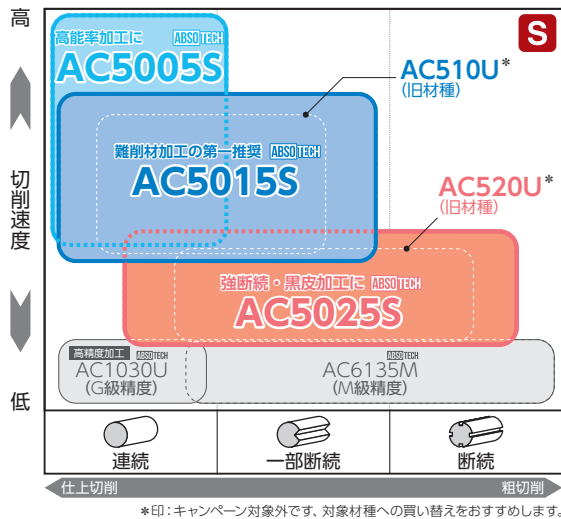 高
S
高能率加工に ABSOTECH
AC5005S
AC510U*
(旧材種)
難削材加工の第一推奨 ABSOTECH
AC5015S
切削速度
AC520U*
(旧材種)
強断続・黒皮加工に ABSOTECH
AC5025S
高精度加工 ABSOTECH
AC1030U
(G級精度)
ABSOTECH
AC6135M
(M級精度)
低
連続
一部断続
断続
仕上切削
粗切削
*印：キャンペーン対象外です、対象材種への買い替えをおすすめします。